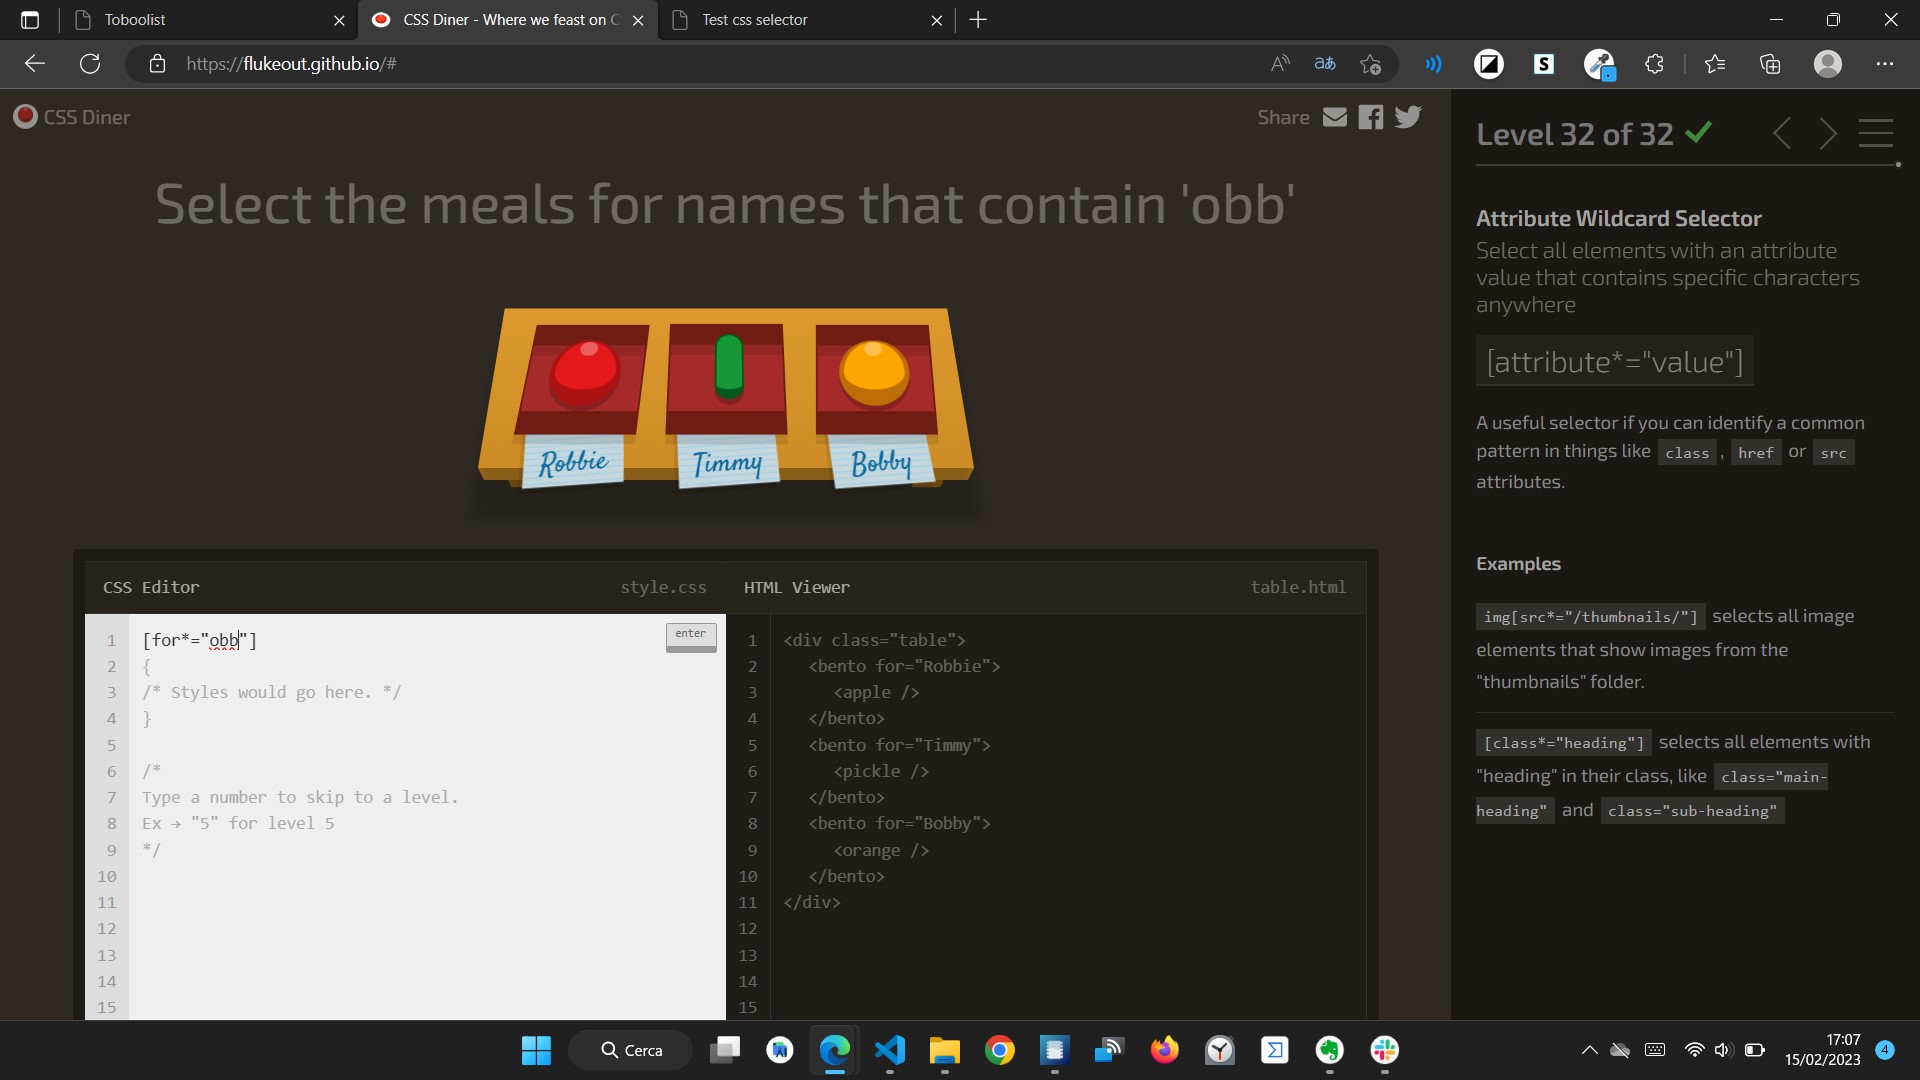 Toboolist
CSS Diner - Where we feast on C
Test css selector
https://flukeout.github.io/#
CSS Diner
Share
Select the meals for names that contain 'obb'
Robbie
Timmy
Bobby
CSS Editor
style.css
HTML Viewer
table.html
1
2
3
4
5
6
7
8
9
10
11
12
13
14
15
[for*="obb"]
{
/* Styles would go here. */
}
/*
Type a number to skip to a level.
Ex → "5" for level 5
*/
enter
1
2
3
4
5
6
7
8
9
10
11
12
13
14
15
<div class="table">
<bento for="Robbie">
<apple />
</bento>
<bento for="Timmy">
<pickle />
</bento>
<bento for="Bobby">
<orange />
</bento>
</div>
Level 32 of 32
Attribute Wildcard Selector
Select all elements with an attribute
value that contains specific characters
anywhere
[attribute*="value"]
A useful selector if you can identify a common
pattern in things like class , href or src
attributes.
Examples
img[src*="/thumbnails/"] selects all image
elements that show images from the
"thumbnails" folder.
[class*="heading"] selects all elements with
"heading" in their class, like class="main-
heading" and class="sub-heading"
Cerca
17:07
15/02/2023
4